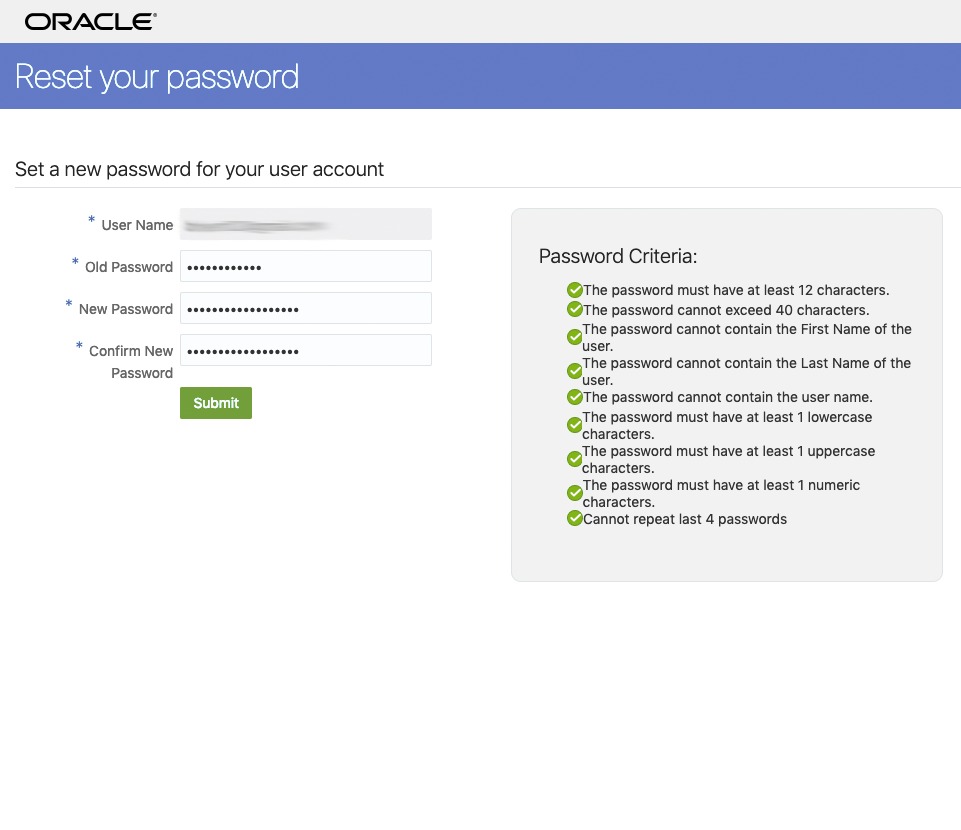 ORACLE®
Reset your password
Set a new password for your user account
* User Name
* Old Password ••••••••••••
* New Password ••••••••••••••••••
* Confirm New
Password ••••••••••••••••••
Submit
Password Criteria:
The password must have at least 12 characters.
The password cannot exceed 40 characters.
The password cannot contain the First Name of the
user.
The password cannot contain the Last Name of the
user.
The password cannot contain the user name.
The password must have at least 1 lowercase
characters.
The password must have at least 1 uppercase
characters.
The password must have at least 1 numeric
characters.
Cannot repeat last 4 passwords